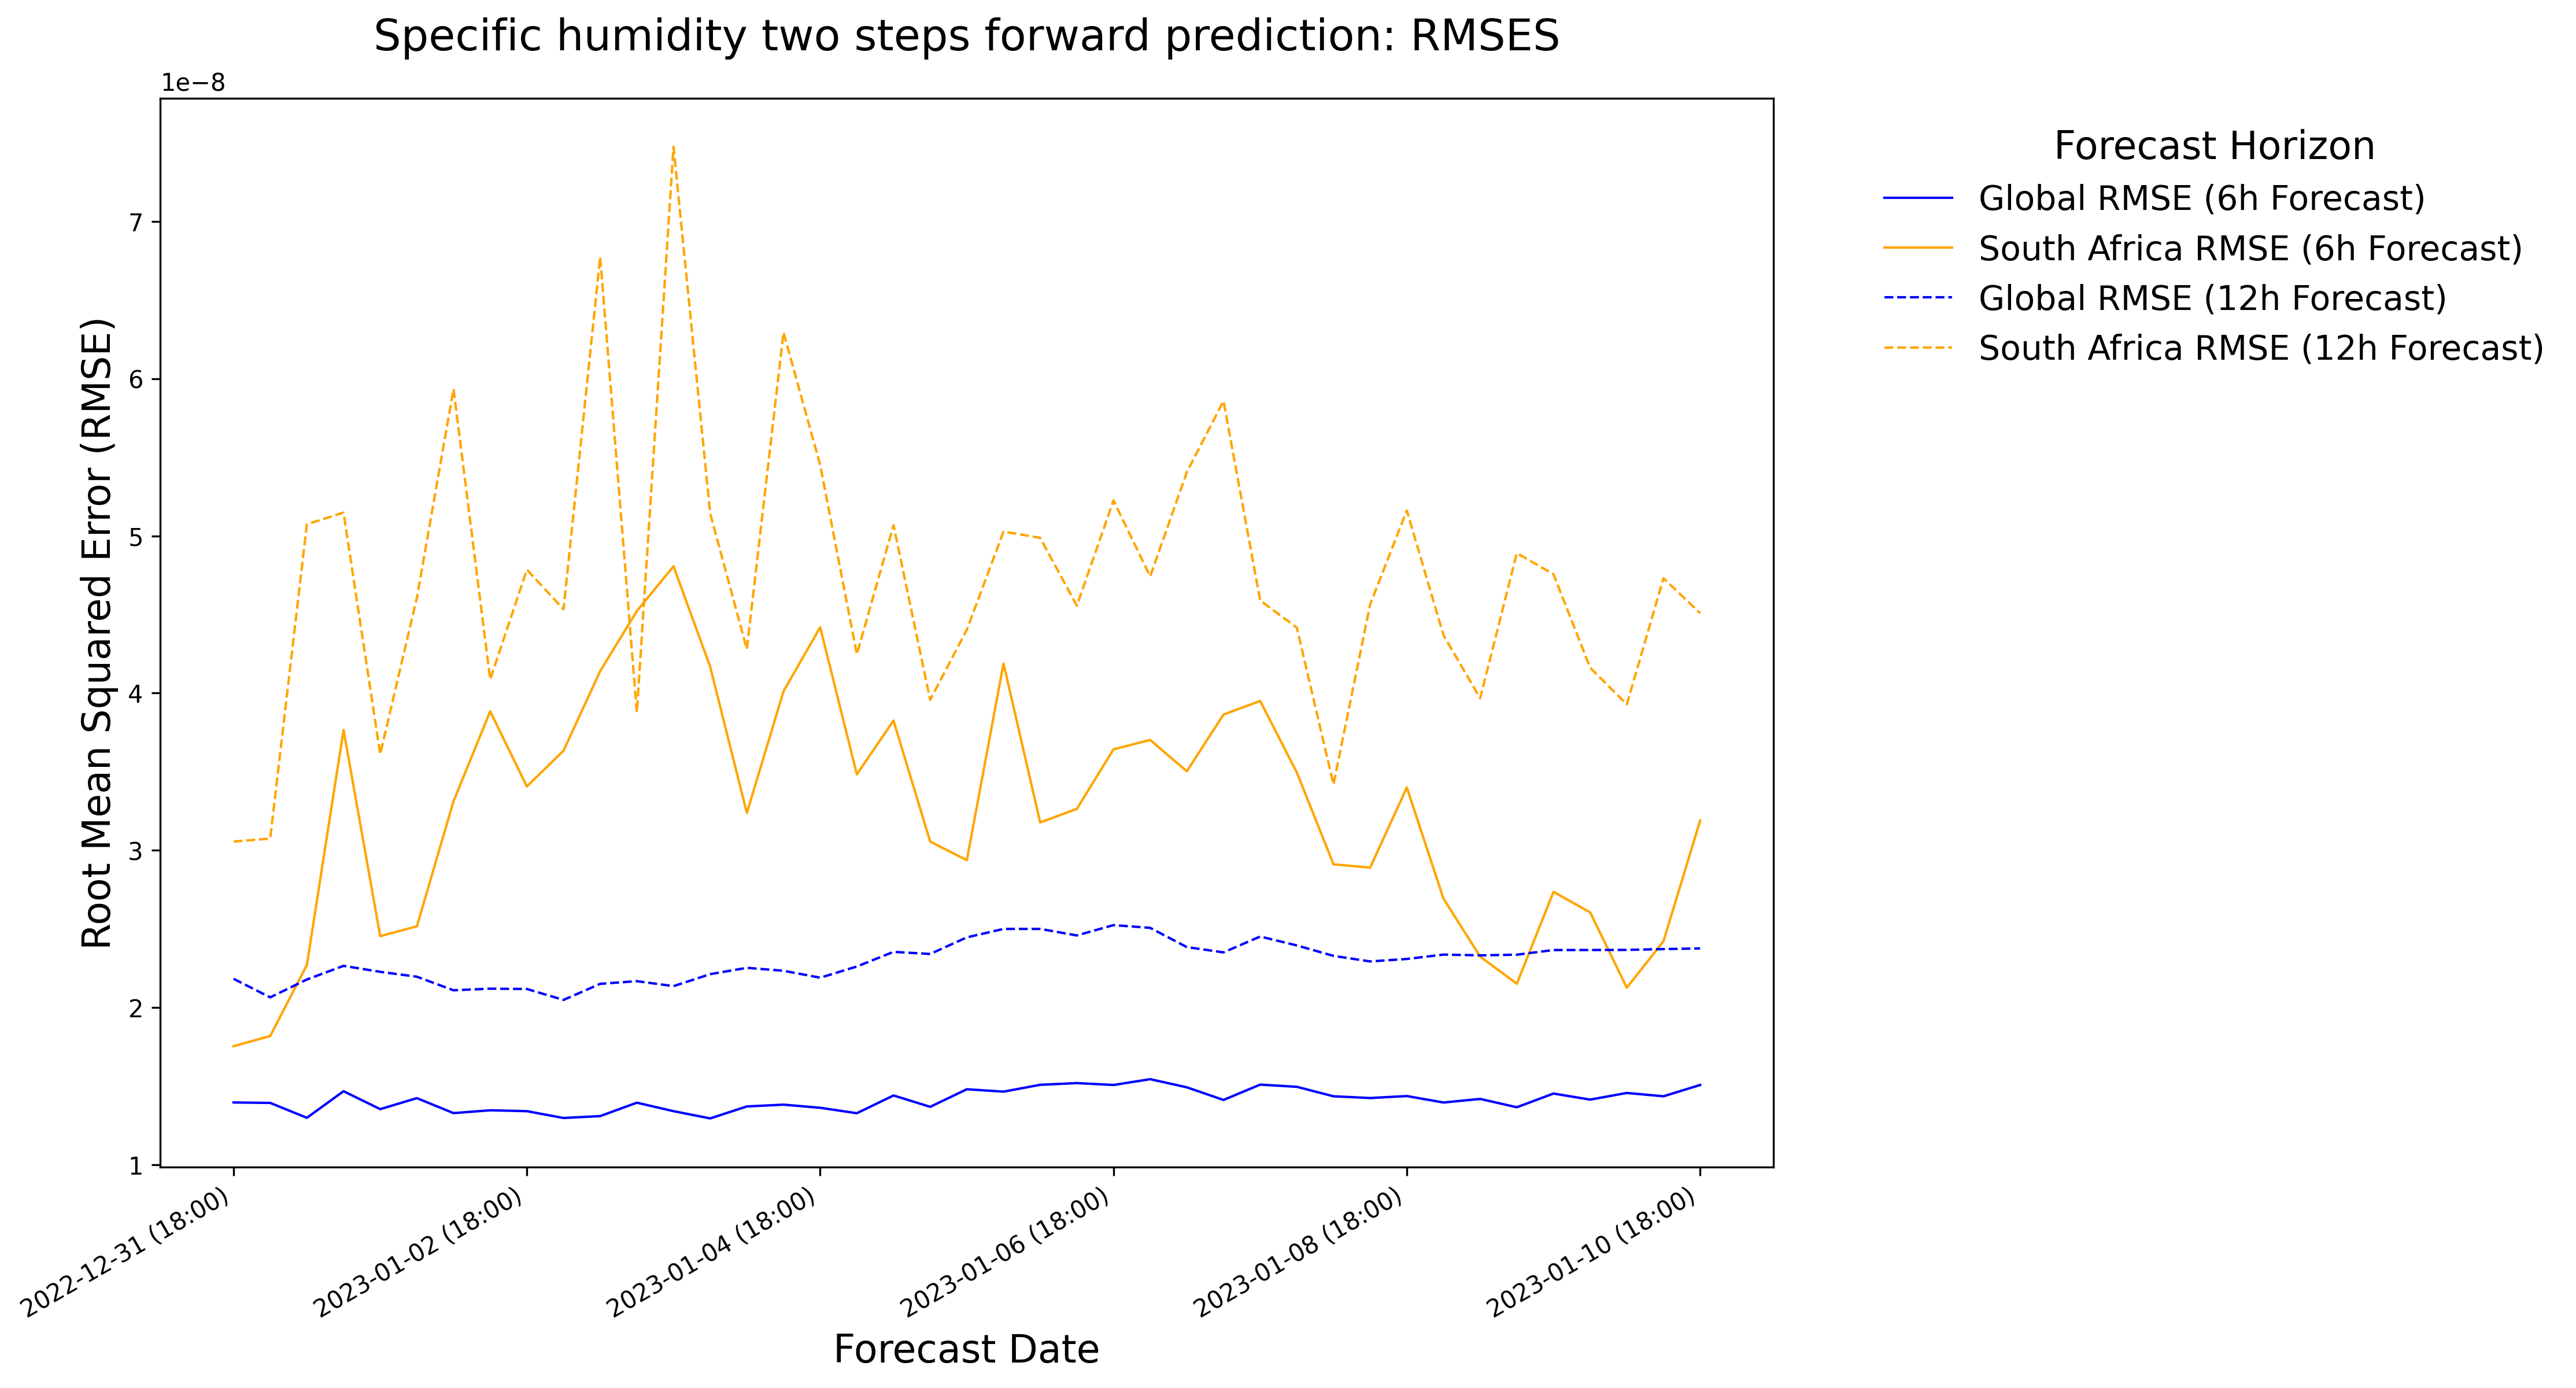 Specific humidity two steps forward prediction: RMSES
1e−8
7
6
5
4
3
2
1
Root Mean Squared Error (RMSE)
2022-12-31 (18:00)
2023-01-02 (18:00)
2023-01-04 (18:00)
2023-01-06 (18:00)
2023-01-08 (18:00)
2023-01-10 (18:00)
Forecast Date
Forecast Horizon
Global RMSE (6h Forecast)
South Africa RMSE (6h Forecast)
Global RMSE (12h Forecast)
South Africa RMSE (12h Forecast)